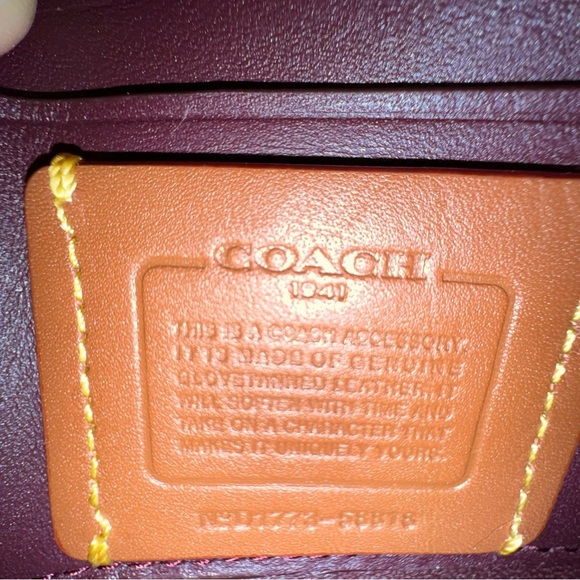 COACH
1941
THIS IS A COACH ACCESSORY.
IT IS MADE OF GENUINE
GLOVETANNED LEATHER. IT
WILL SOFTEN WITH TIME AND
TAKE ON A CHARACTER THAT
MAKES IT UNIQUELY YOURS.